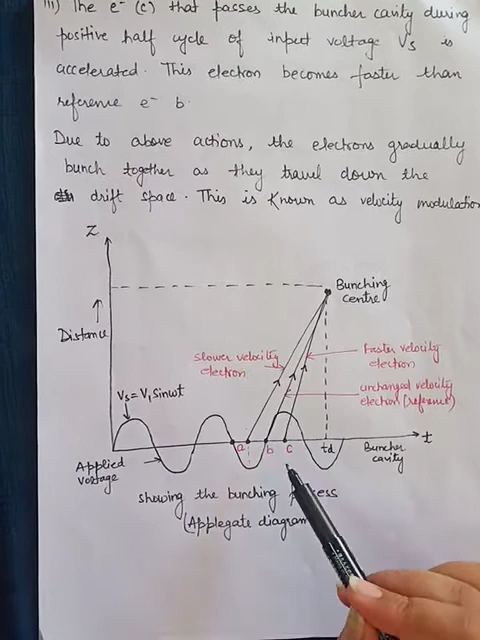 iii) The e⁻ (c) that passes the buncher cavity during
positive half cycle of input voltage Vs is
accelerated. This electron becomes faster than
reference e⁻ b.
Due to above actions, the electrons gradually
bunch together as they travel down the
drift space. This is Known as velocity modulation
Z
Bunching
centre
Distance
slower velocity
electron
Faster velocity
electron
unchanged velocity
electron (reference)
Vs = V₁ Sinωt
a b c td
t
Buncher
cavity
Applied
voltage
showing the bunching
(Applegate diagram